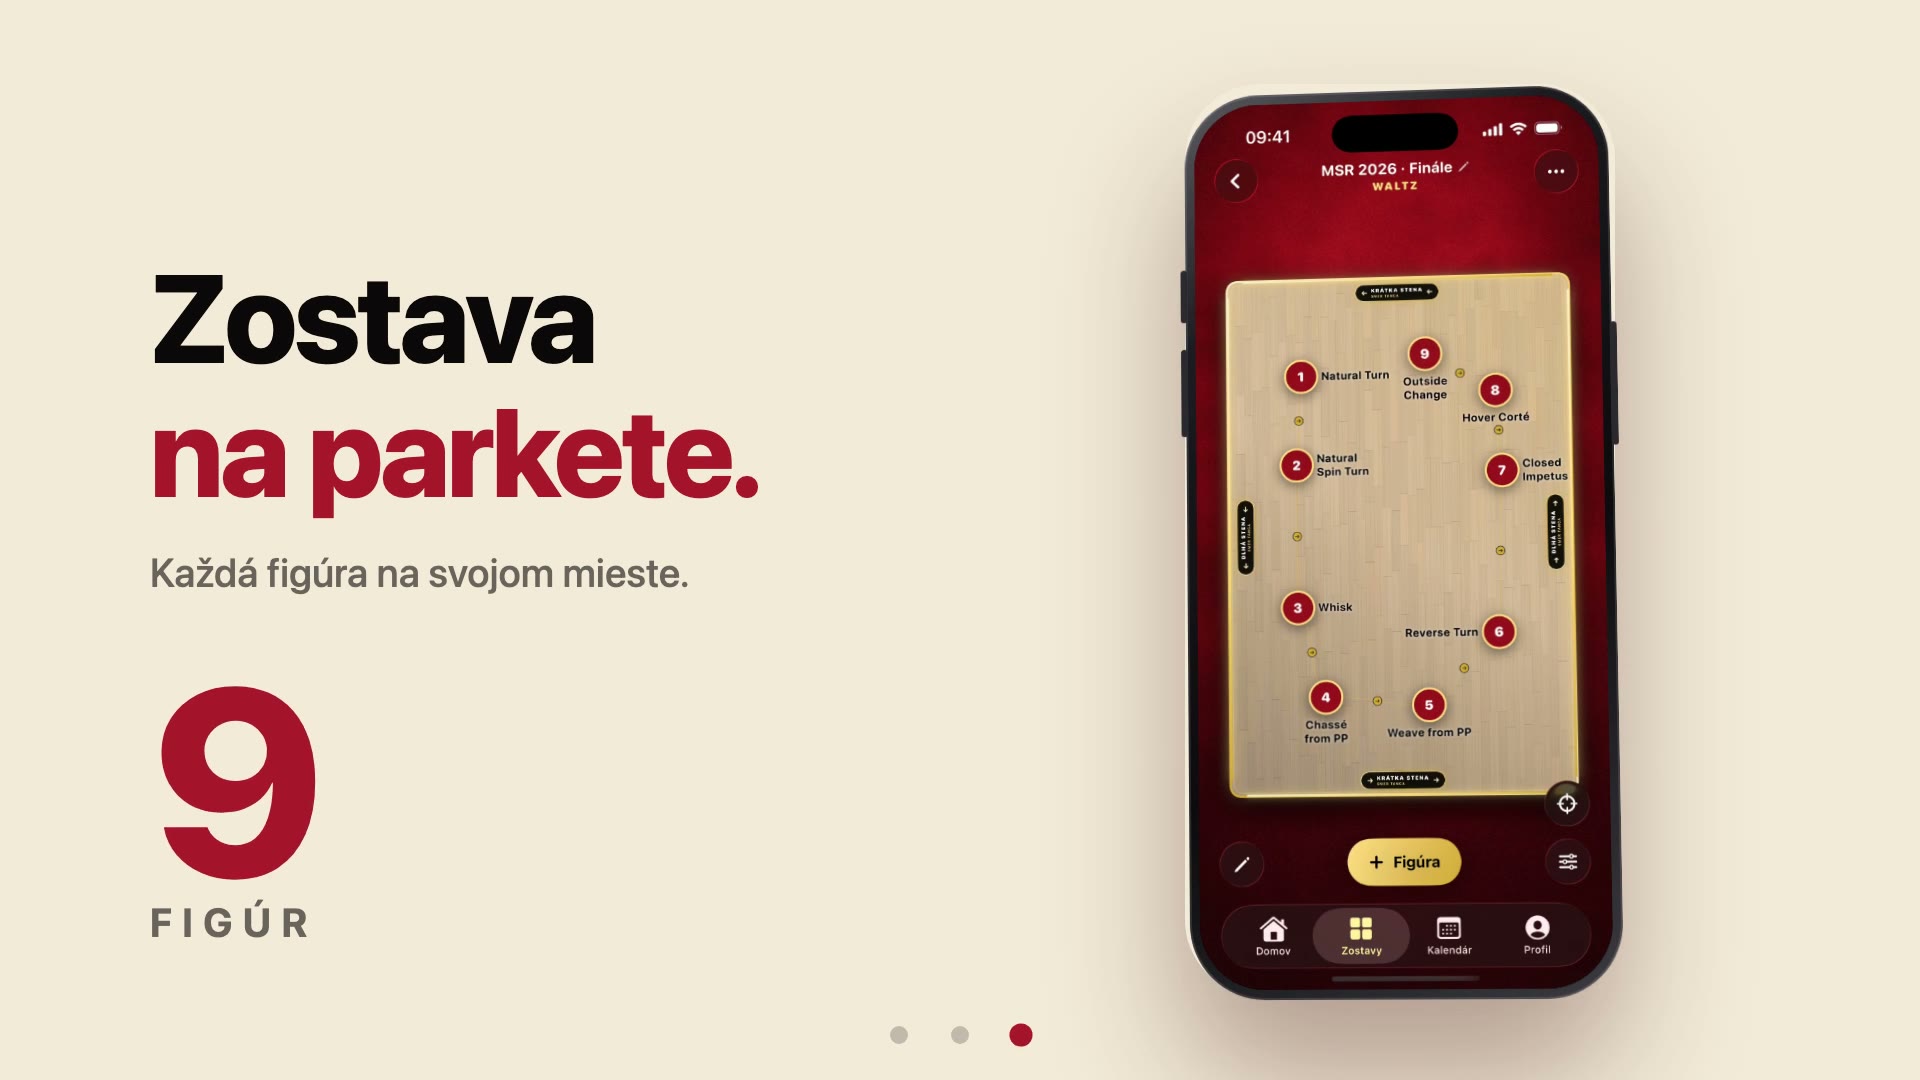 Zostava
na parkete.
Každá figúra na svojom mieste.
9
FIGÚR
09:41
MSR 2026 · Finále
WALTZ
KRÁTKA STENA
1 Natural Turn
9
Outside
Change
8
Hover Corté
2
Natural
Spin Turn
7
Closed
Impetus
DLHÁ STENA
DLHÁ STENA
3 Whisk
Reverse Turn 6
4
Chassé
from PP
5
Weave from PP
KRÁTKA STENA
+ Figúra
Domov
Zostavy
Kalendár
Profil